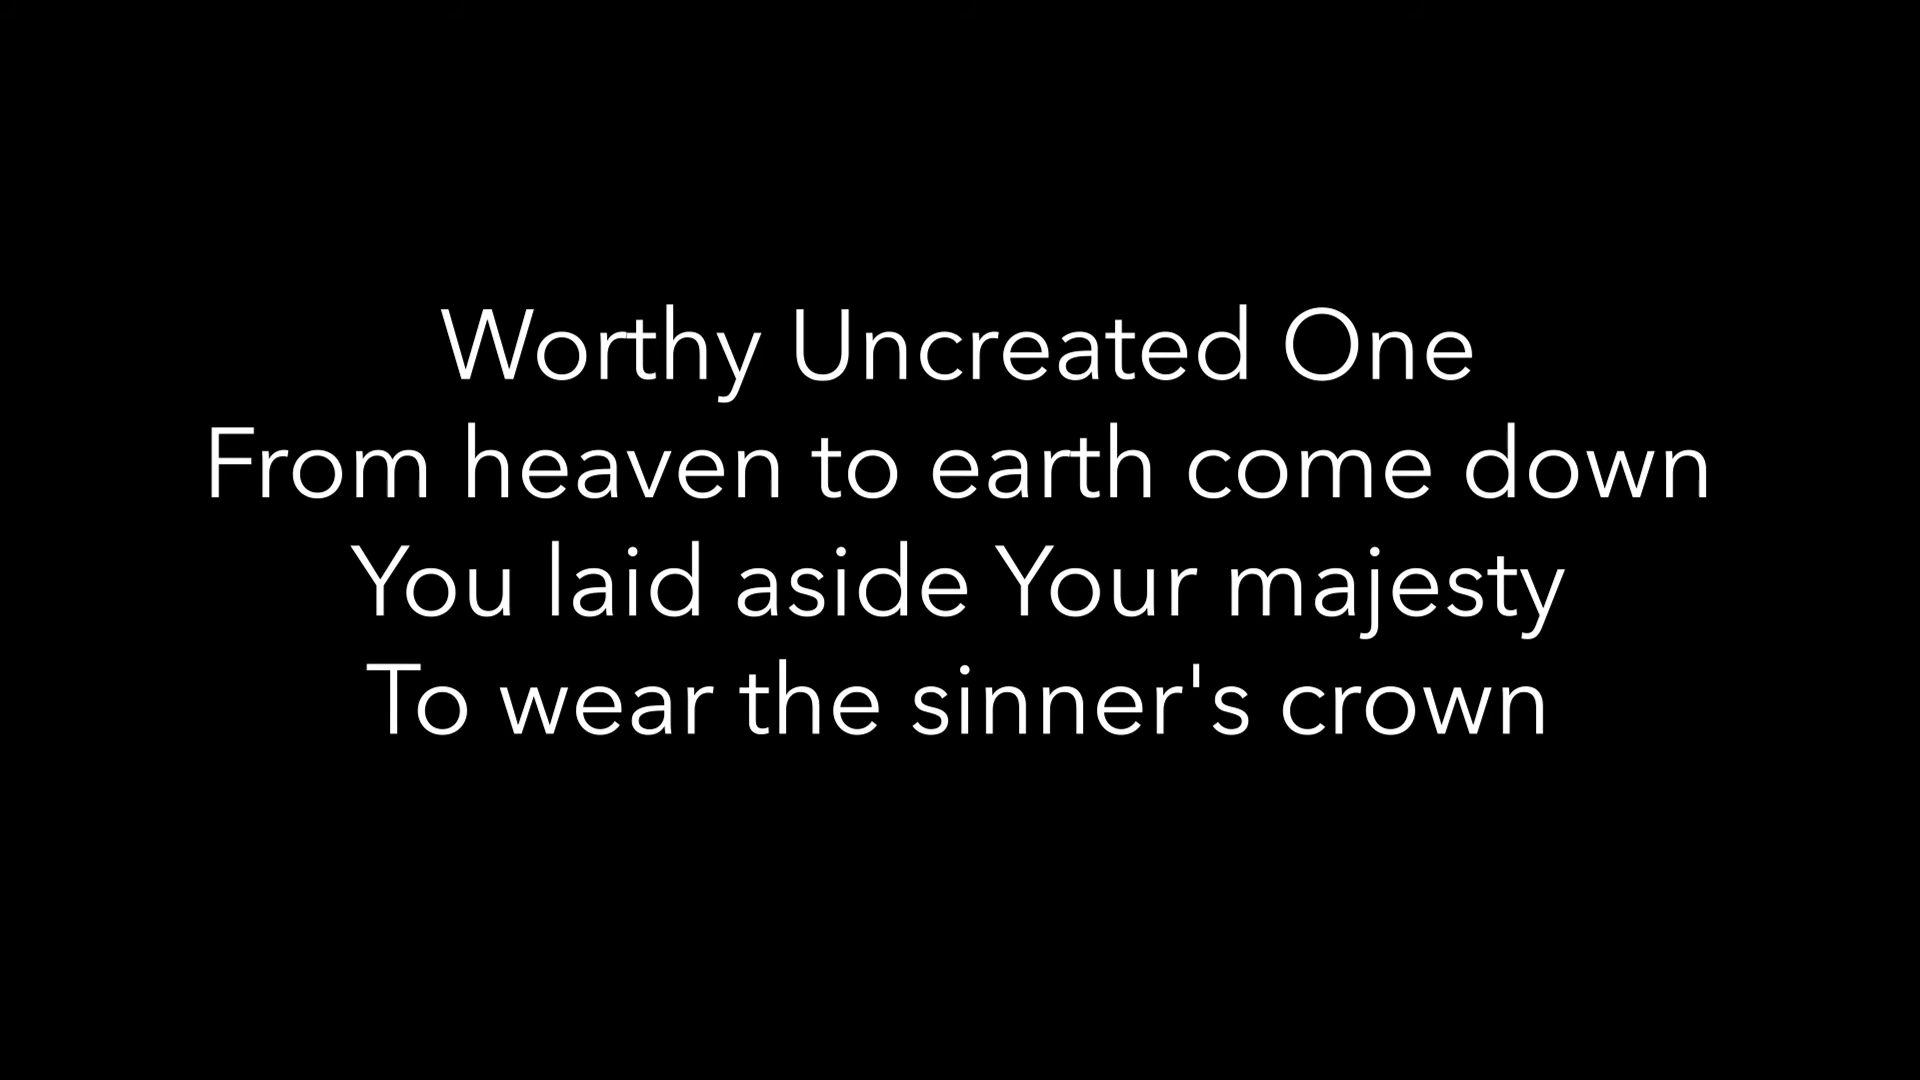 Worthy Uncreated One
From heaven to earth come down
You laid aside Your majesty
To wear the sinner's crown